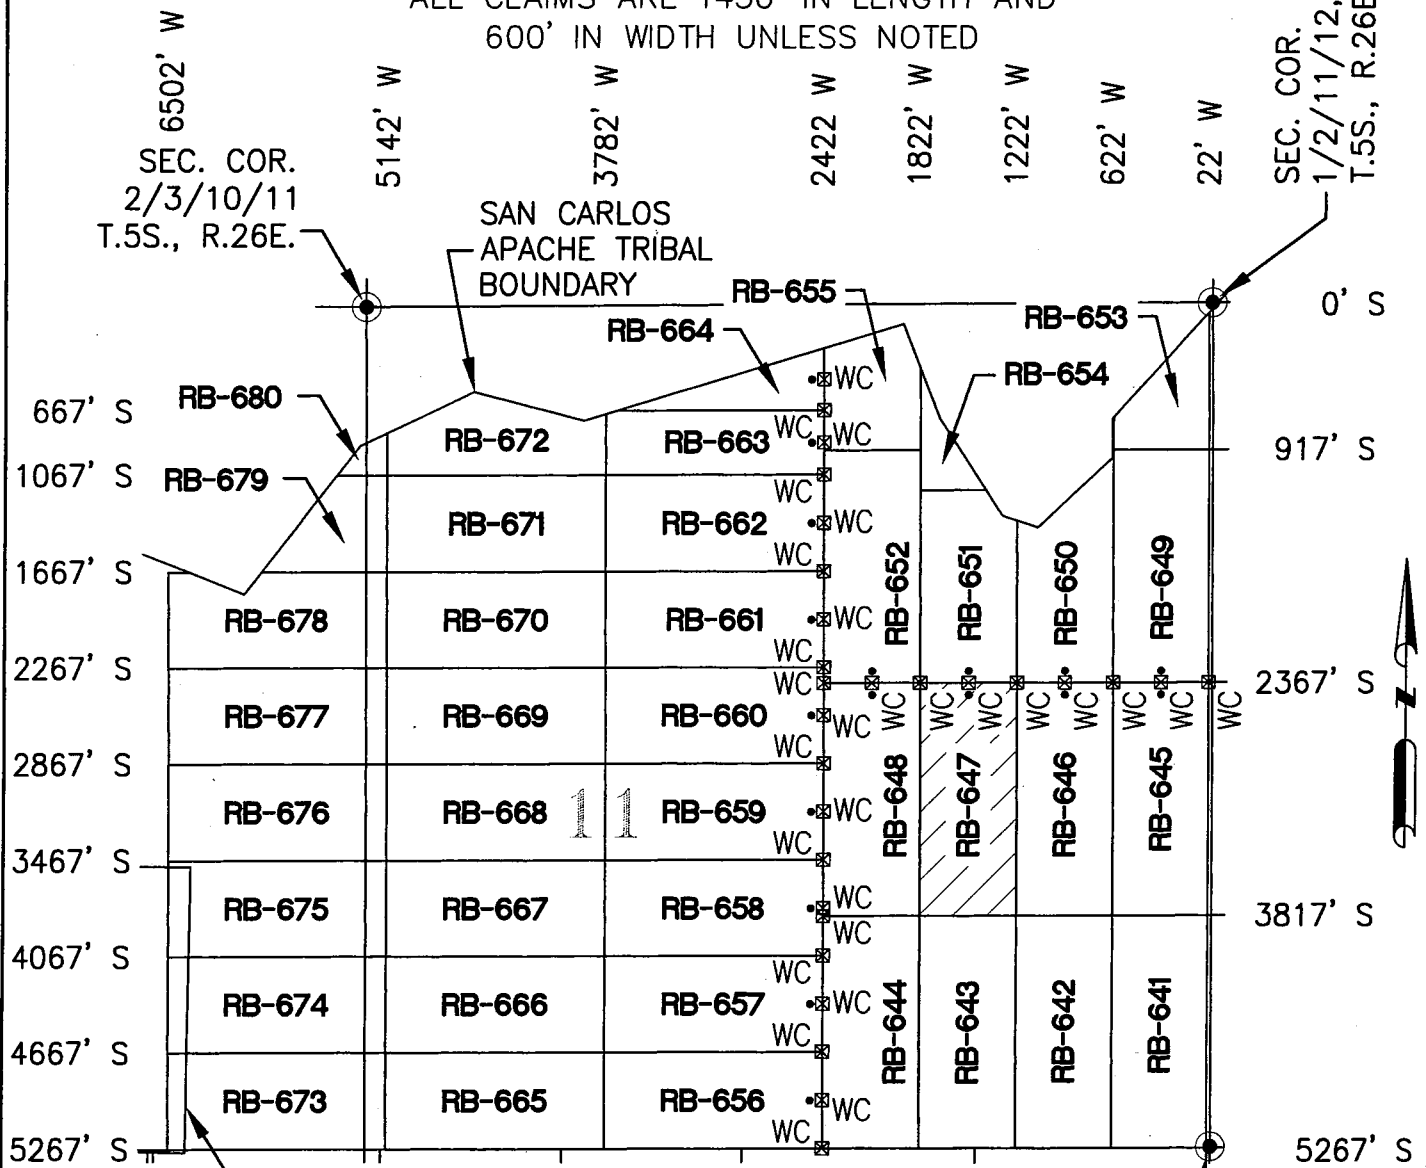 600' IN WIDTH UNLESS NOTED
6502' W
5142' W
3782' W
2422' W
1822' W
1222' W
622' W
22' W
SEC. COR.
2/3/10/11
T.5S., R.26E.
SEC. COR.
1/2/11/12,
SAN CARLOS
APACHE TRIBAL
BOUNDARY
RB-655
RB-653
0' S
RB-664
RB-654
WC
667' S
RB-680
RB-672
RB-663
WC
WC
917' S
1067' S
RB-679
WC
RB-671
RB-662
WC
WC
RB-652
RB-651
RB-650
RB-649
1667' S
RB-678
RB-670
RB-661
WC
WC
2267' S
WC
2367' S
RB-677
RB-669
RB-660
WC
WC
WC
WC
WC
WC
WC
WC
WC
2867' S
RB-676
RB-668
11
RB-659
WC
WC
RB-648
RB-647
RB-646
RB-645
3467' S
RB-675
RB-667
RB-658
WC
WC
3817' S
4067' S
WC
RB-674
RB-666
RB-657
WC
WC
RB-644
RB-643
RB-642
RB-641
4667' S
RB-673
RB-665
RB-656
WC
WC
5267' S
5267' S